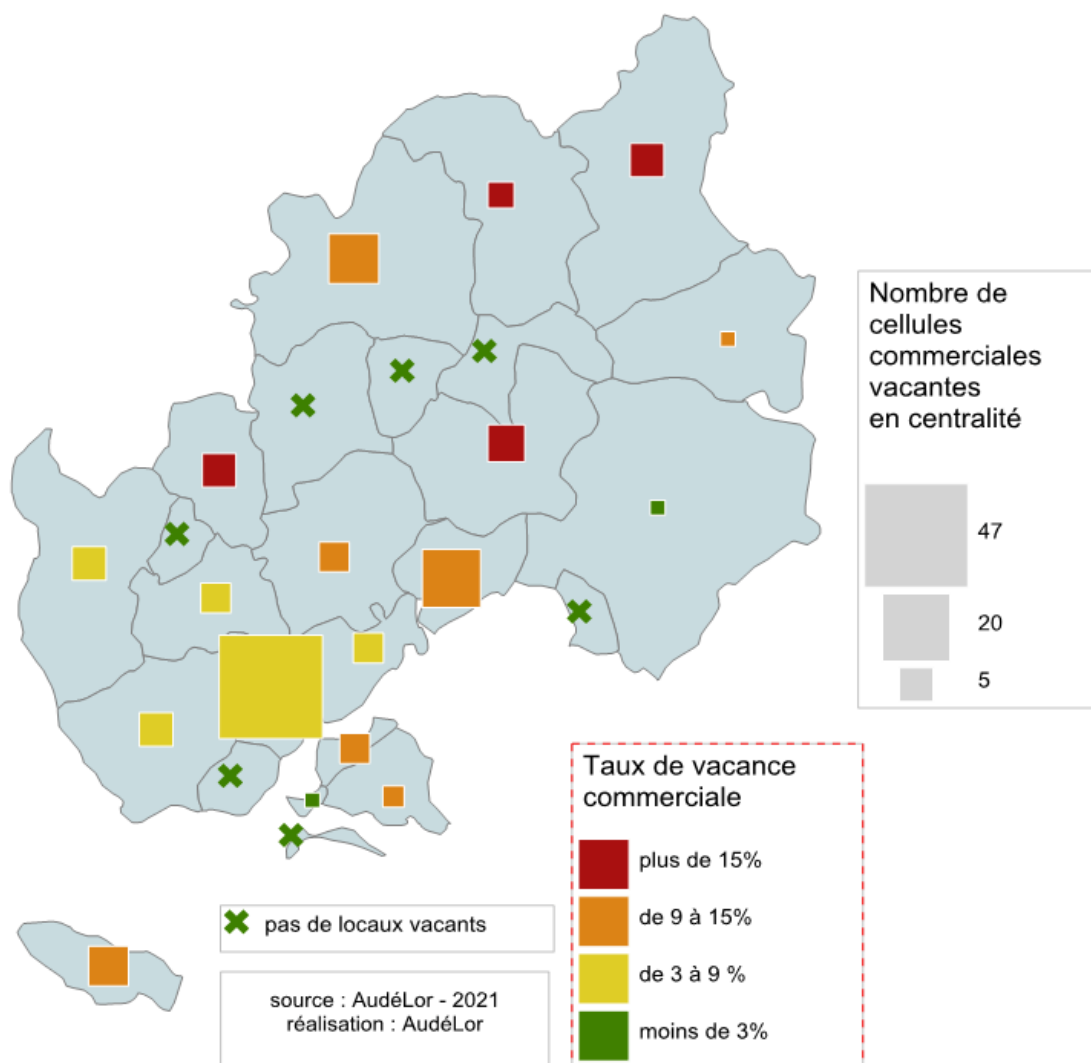 Nombre de
cellules
commerciales
vacantes
en centralité
47
20
5
Taux de vacance
commerciale
plus de 15%
de 9 à 15%
de 3 à 9 %
moins de 3%
pas de locaux vacants
source : AudéLor - 2021
réalisation : AudéLor